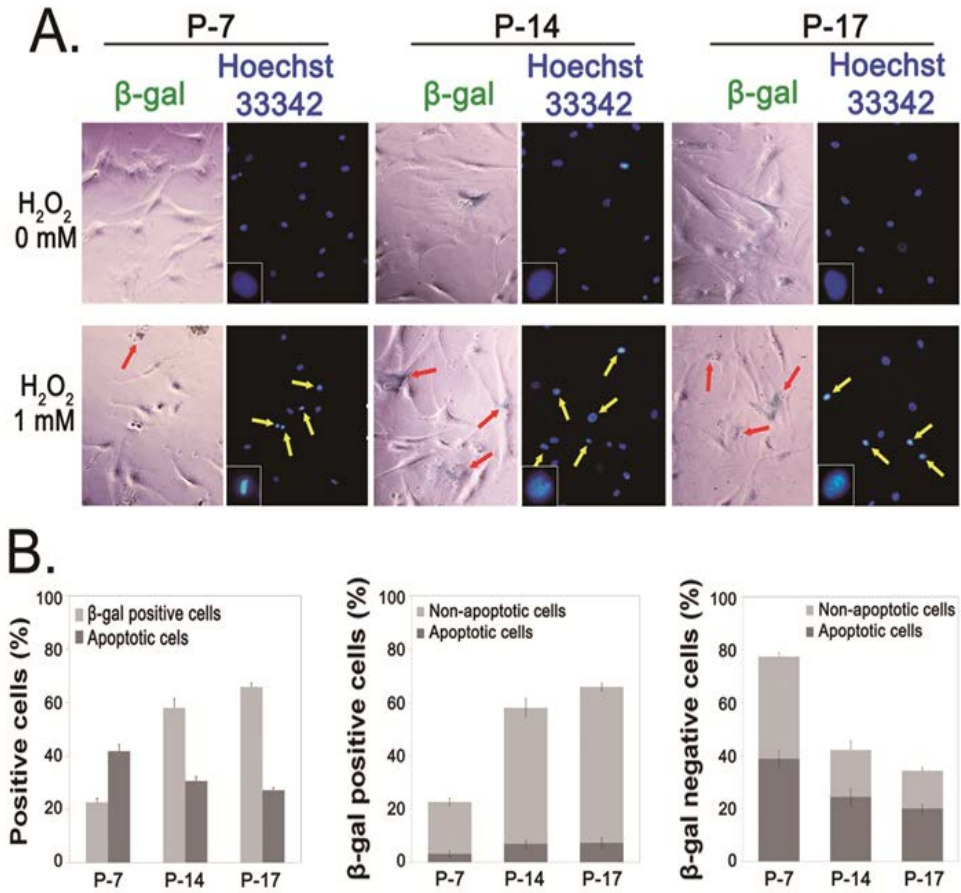 A.
P-7
P-14
P-17
β-gal
Hoechst
33342
β-gal
Hoechst
33342
β-gal
Hoechst
33342
H₂O₂
0 mM
H₂O₂
1 mM
B.
Positive cells (%)
100
80
60
40
20
0
β-gal positive cells
Apoptotic cels
P-7
P-14
P-17
β-gal positive cells (%)
100
80
60
40
20
0
Non-apoptotic cells
Apoptotic cells
P-7
P-14
P-17
β-gal negative cells (%)
100
80
60
40
20
0
Non-apoptotic cells
Apoptotic cells
P-7
P-14
P-17